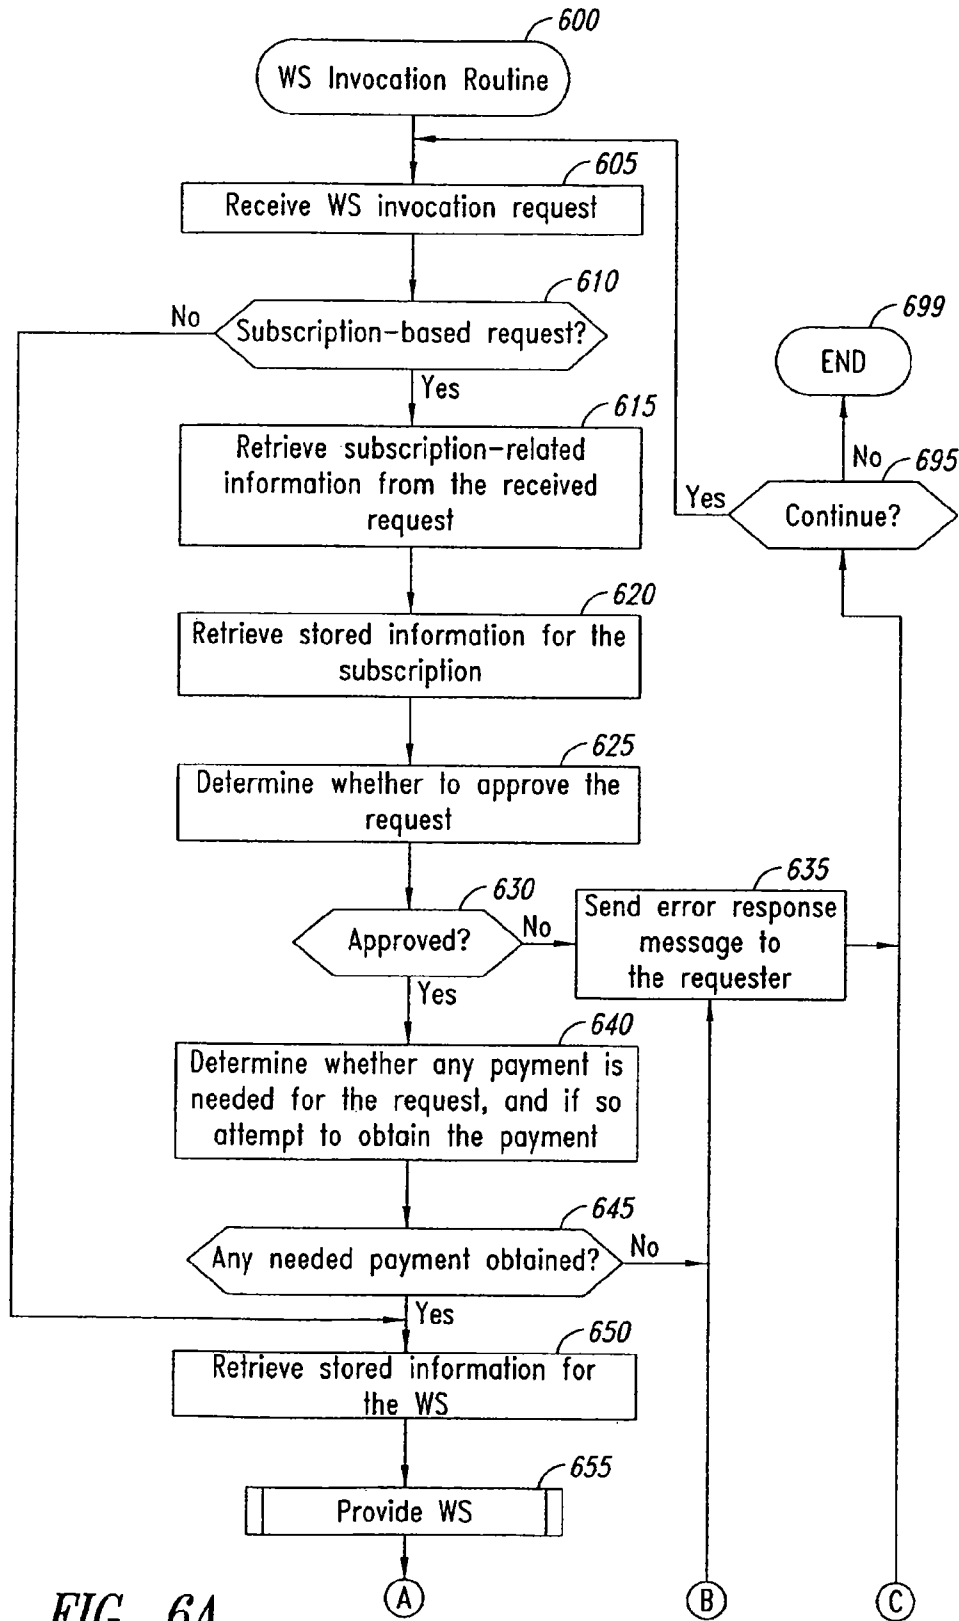 600
WS Invocation Routine
605
Receive WS invocation request
610
No
Subscription-based request?
Yes
615
Retrieve subscription-related
information from the received
request
699
END
No
695
Yes
Continue?
620
Retrieve stored information for the
subscription
625
Determine whether to approve the
request
630
Approved?
No
Yes
635
Send error response
message to
the requester
640
Determine whether any payment is
needed for the request, and if so
attempt to obtain the payment
645
Any needed payment obtained?
No
Yes
650
Retrieve stored information for
the WS
655
Provide WS
A
B
C
FIG. 6A